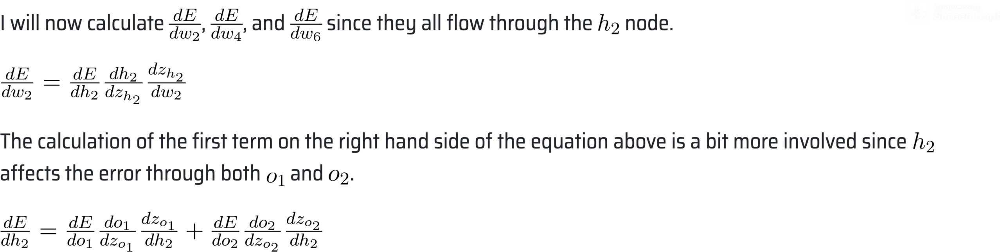 I will now calculate $\frac{dE}{dw_2}$, $\frac{dE}{dw_4}$, and $\frac{dE}{dw_6}$ since they all flow through the $h_2$ node.
$\frac{dE}{dw_2} = \frac{dE}{dh_2} \frac{dh_2}{dz_{h_2}} \frac{dz_{h_2}}{dw_2}$
The calculation of the first term on the right hand side of the equation above is a bit more involved since $h_2$
affects the error through both $o_1$ and $o_2$.
$\frac{dE}{dh_2} = \frac{dE}{do_1} \frac{do_1}{dz_{o_1}} \frac{dz_{o_1}}{dh_2} + \frac{dE}{do_2} \frac{do_2}{dz_{o_2}} \frac{dz_{o_2}}{dh_2}$